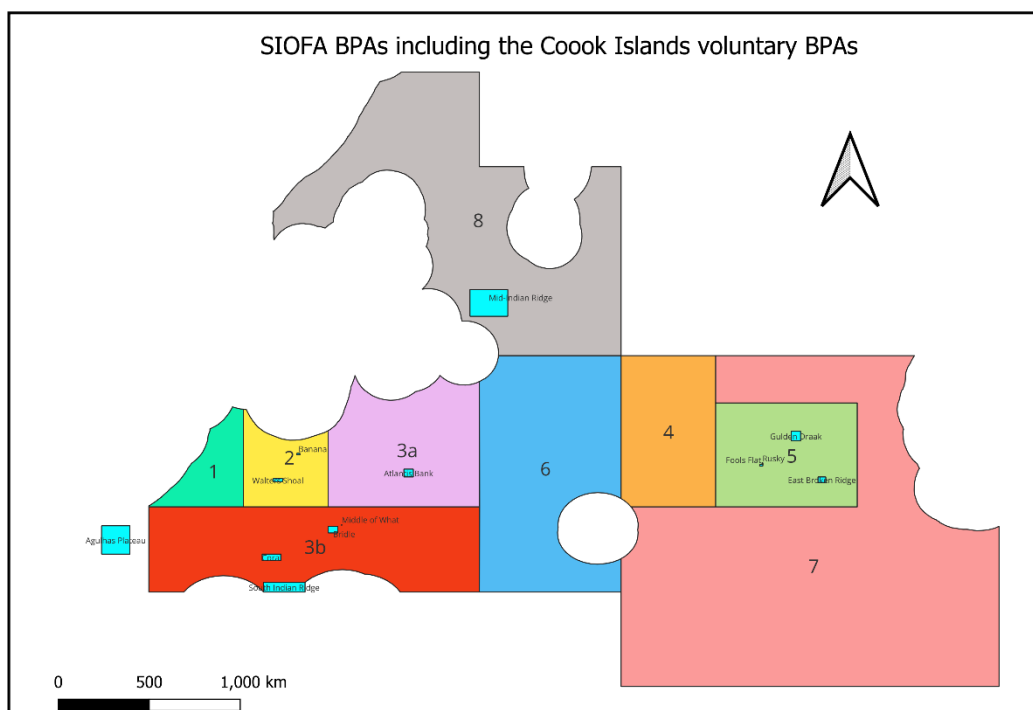 SIOFA BPAs including the Coook Islands voluntary BPAs
8
Mid-Indian Ridge
1
2
Banana
Walters Shoal
3a
Atlantis Bank
6
4
Gulden Draak
Fools Flat
Rusky
5
East Broken Ridge
Agulhas Plateau
Middle of What
Bridle
3b
Coral
South Indian Ridge
7
0 500 1,000 km